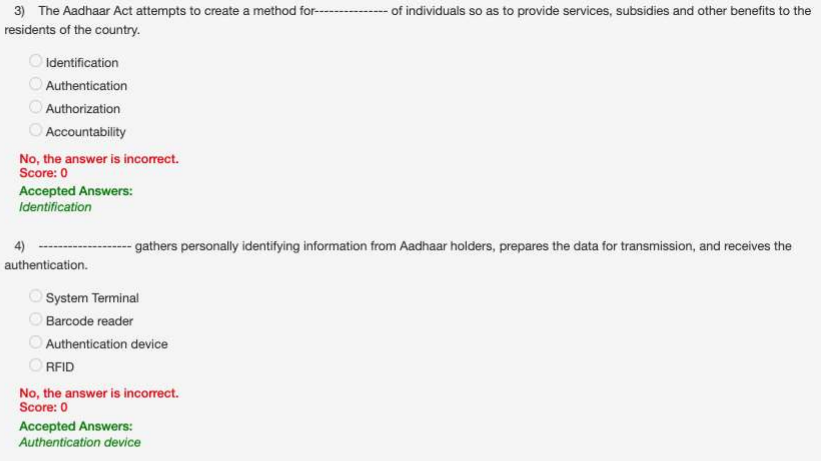 3) The Aadhaar Act attempts to create a method for--------------- of individuals so as to provide services, subsidies and other benefits to the
residents of the country.
Identification
Authentication
Authorization
Accountability
No, the answer is incorrect.
Score: 0
Accepted Answers:
Identification
4) ------------------- gathers personally identifying information from Aadhaar holders, prepares the data for transmission, and receives the
authentication.
System Terminal
Barcode reader
Authentication device
RFID
No, the answer is incorrect.
Score: 0
Accepted Answers:
Authentication device